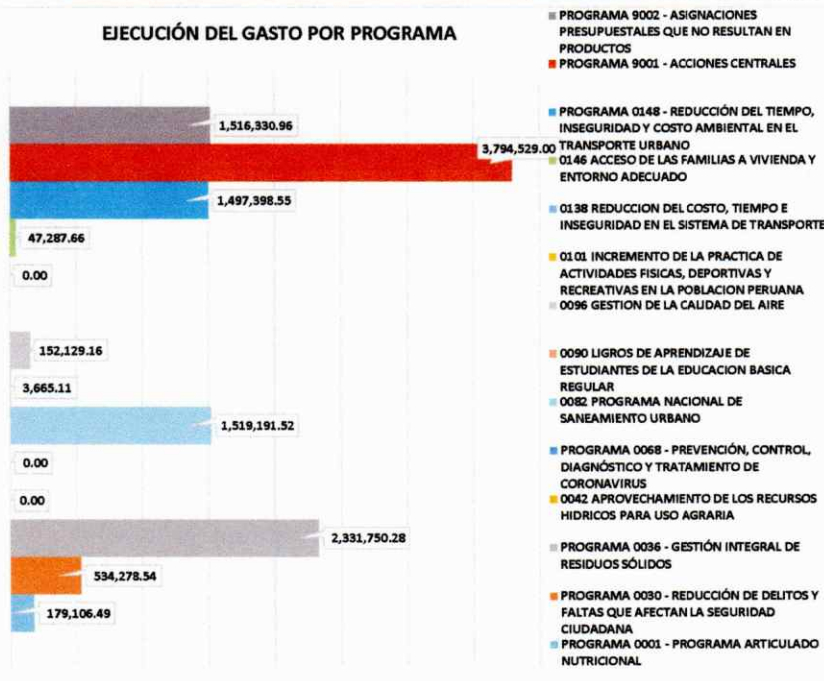 EJECUCIÓN DEL GASTO POR PROGRAMA
1,516,330.96
3,794,529.00
1,497,398.55
47,287.66
0.00
152,129.16
3,665.11
1,519,191.52
0.00
0.00
2,331,750.28
534,278.54
179,106.49
PROGRAMA 9002 - ASIGNACIONES
PRESUPUESTALES QUE NO RESULTAN EN
PRODUCTOS
PROGRAMA 9001 - ACCIONES CENTRALES
PROGRAMA 0148 - REDUCCIÓN DEL TIEMPO,
INSEGURIDAD Y COSTO AMBIENTAL EN EL
TRANSPORTE URBANO
0146 ACCESO DE LAS FAMILIAS A VIVIENDA Y
ENTORNO ADECUADO
0138 REDUCCION DEL COSTO, TIEMPO E
INSEGURIDAD EN EL SISTEMA DE TRANSPORTE
0101 INCREMENTO DE LA PRACTICA DE
ACTIVIDADES FISICAS, DEPORTIVAS Y
RECREATIVAS EN LA POBLACION PERUANA
0096 GESTION DE LA CALIDAD DEL AIRE
0090 LIGROS DE APRENDIZAJE DE
ESTUDIANTES DE LA EDUCACION BASICA
REGULAR
0082 PROGRAMA NACIONAL DE
SANEAMIENTO URBANO
PROGRAMA 0068 - PREVENCIÓN, CONTROL,
DIAGNÓSTICO Y TRATAMIENTO DE
CORONAVIRUS
0042 APROVECHAMIENTO DE LOS RECURSOS
HIDRICOS PARA USO AGRARIA
PROGRAMA 0036 - GESTIÓN INTEGRAL DE
RESIDUOS SÓLIDOS
PROGRAMA 0030 - REDUCCIÓN DE DELITOS Y
FALTAS QUE AFECTAN LA SEGURIDAD
CIUDADANA
PROGRAMA 0001 - PROGRAMA ARTICULADO
NUTRICIONAL